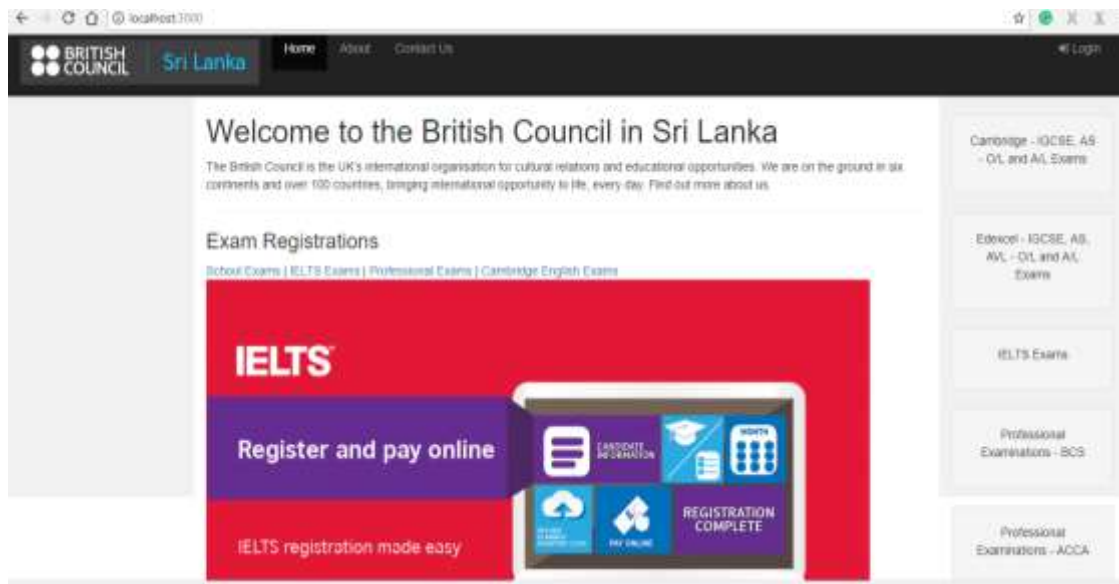 localhost:3000
BRITISH
COUNCIL
Sri Lanka
Home About Contact Us
Login
Welcome to the British Council in Sri Lanka
The British Council is the UK's international organisation for cultural relations and educational opportunities. We are on the ground in six
continents and over 100 countries, bringing international opportunity to life, every day. Find out more about us.
Exam Registrations
School Exams | IELTS Exams | Professional Exams | Cambridge English Exams
IELTS™
Register and pay online
CANDIDATE
INFORMATION
MONTH
PAY ONLINE
REGISTRATION
COMPLETE
IELTS registration made easy
Cambridge - IGCSE, AS
- O/L and A/L Exams
Edexcel - IGCSE, AS,
AVL - O/L and A/L
Exams
IELTS Exams
Professional
Examinations - BCS
Professional
Examinations - ACCA